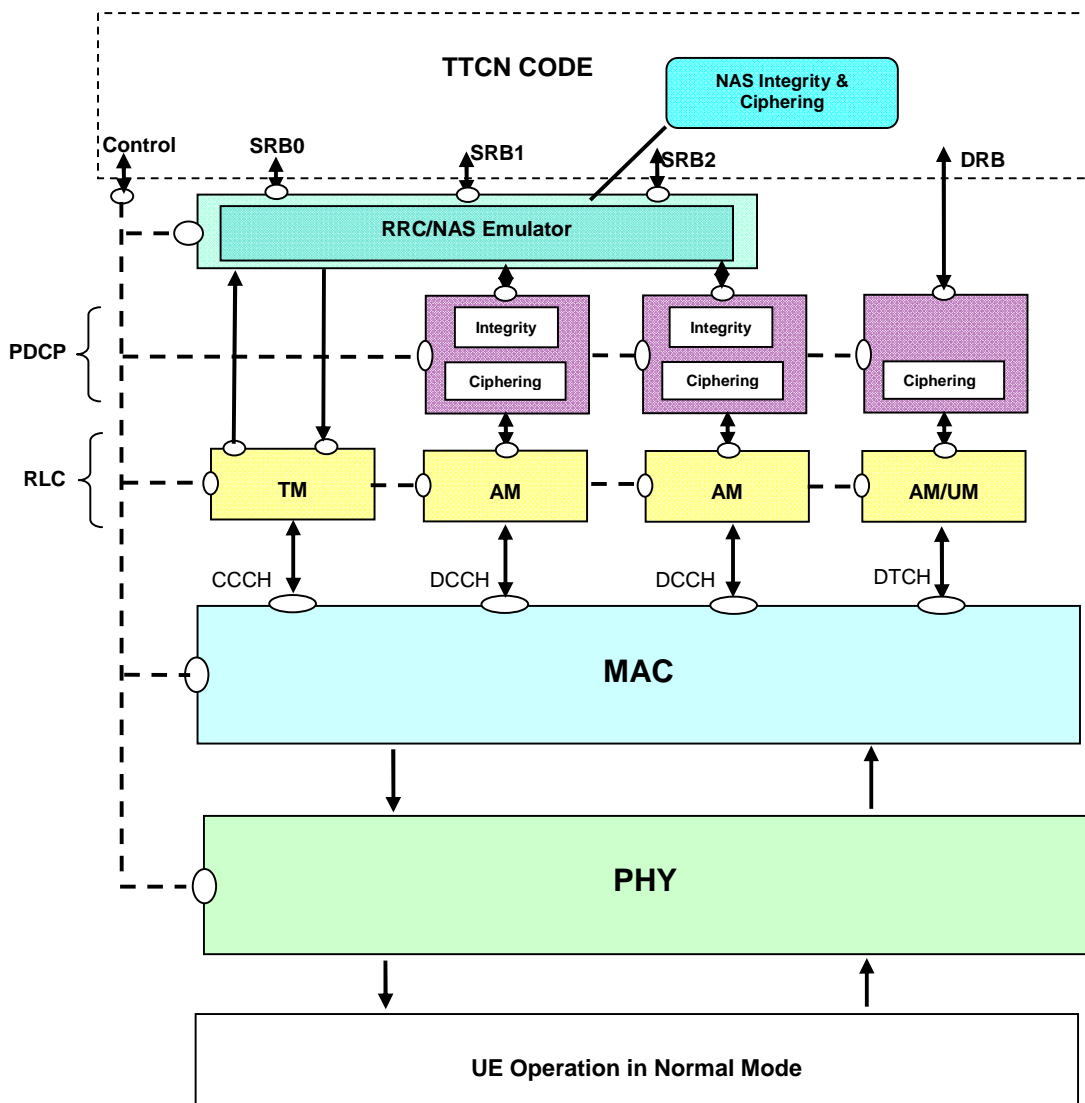 TTCN CODE
NAS Integrity &
Ciphering
Control
SRB0
SRB1
SRB2
DRB
RRC/NAS Emulator
PDCP
Integrity
Ciphering
Integrity
Ciphering
Ciphering
RLC
TM
AM
AM
AM/UM
CCCH
DCCH
DCCH
DTCH
MAC
PHY
UE Operation in Normal Mode